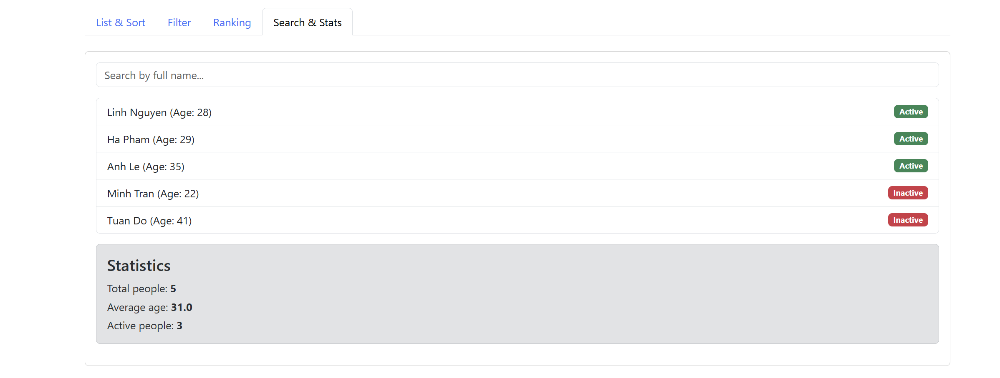 List & Sort Filter Ranking Search & Stats
Search by full name...
Linh Nguyen (Age: 28) Active
Ha Pham (Age: 29) Active
Anh Le (Age: 35) Active
Minh Tran (Age: 22) Inactive
Tuan Do (Age: 41) Inactive
Statistics
Total people: 5
Average age: 31.0
Active people: 3